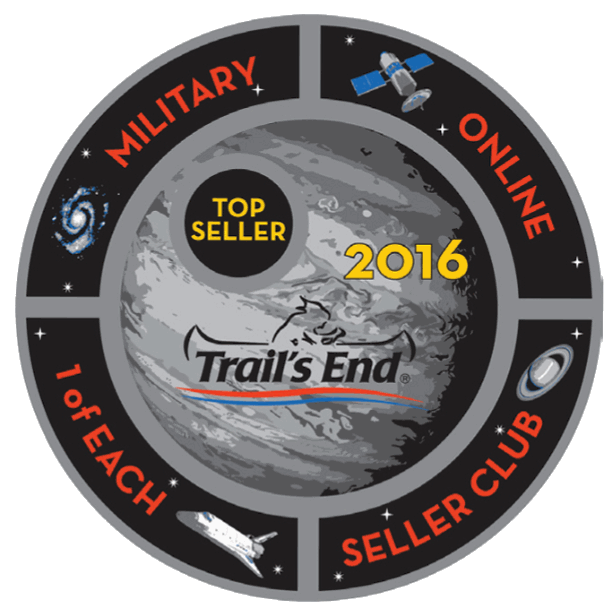 MILITARY
ONLINE
TOP
SELLER
2016
Trail's End®
1 of EACH
SELLER CLUB